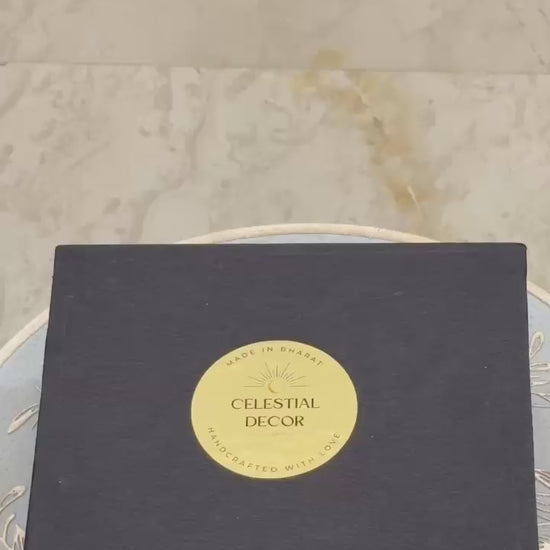 MADE IN BHARAT
CELESTIAL
DECOR
HANDCRAFTED WITH LOVE